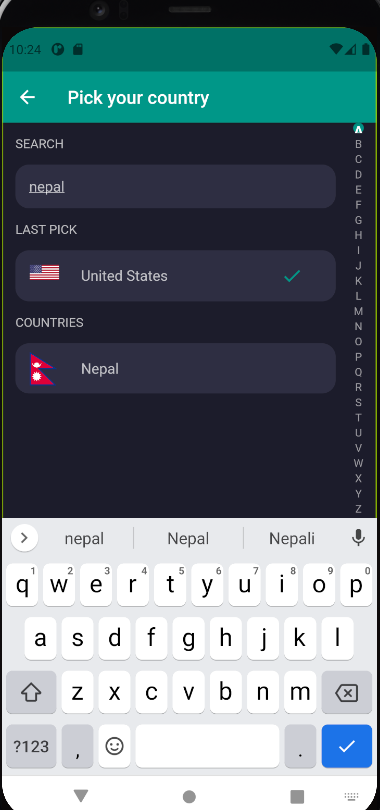 10:24
Pick your country
SEARCH
nepal
LAST PICK
United States
COUNTRIES
Nepal
A
B
C
D
E
F
G
H
I
J
K
L
M
N
O
P
Q
R
S
T
U
V
W
X
Y
Z
nepal Nepal Nepali
q1 w2 e3 r4 t5 y6 u7 i8 o9 p0
a s d f g h j k l
z x c v b n m
?123 , .